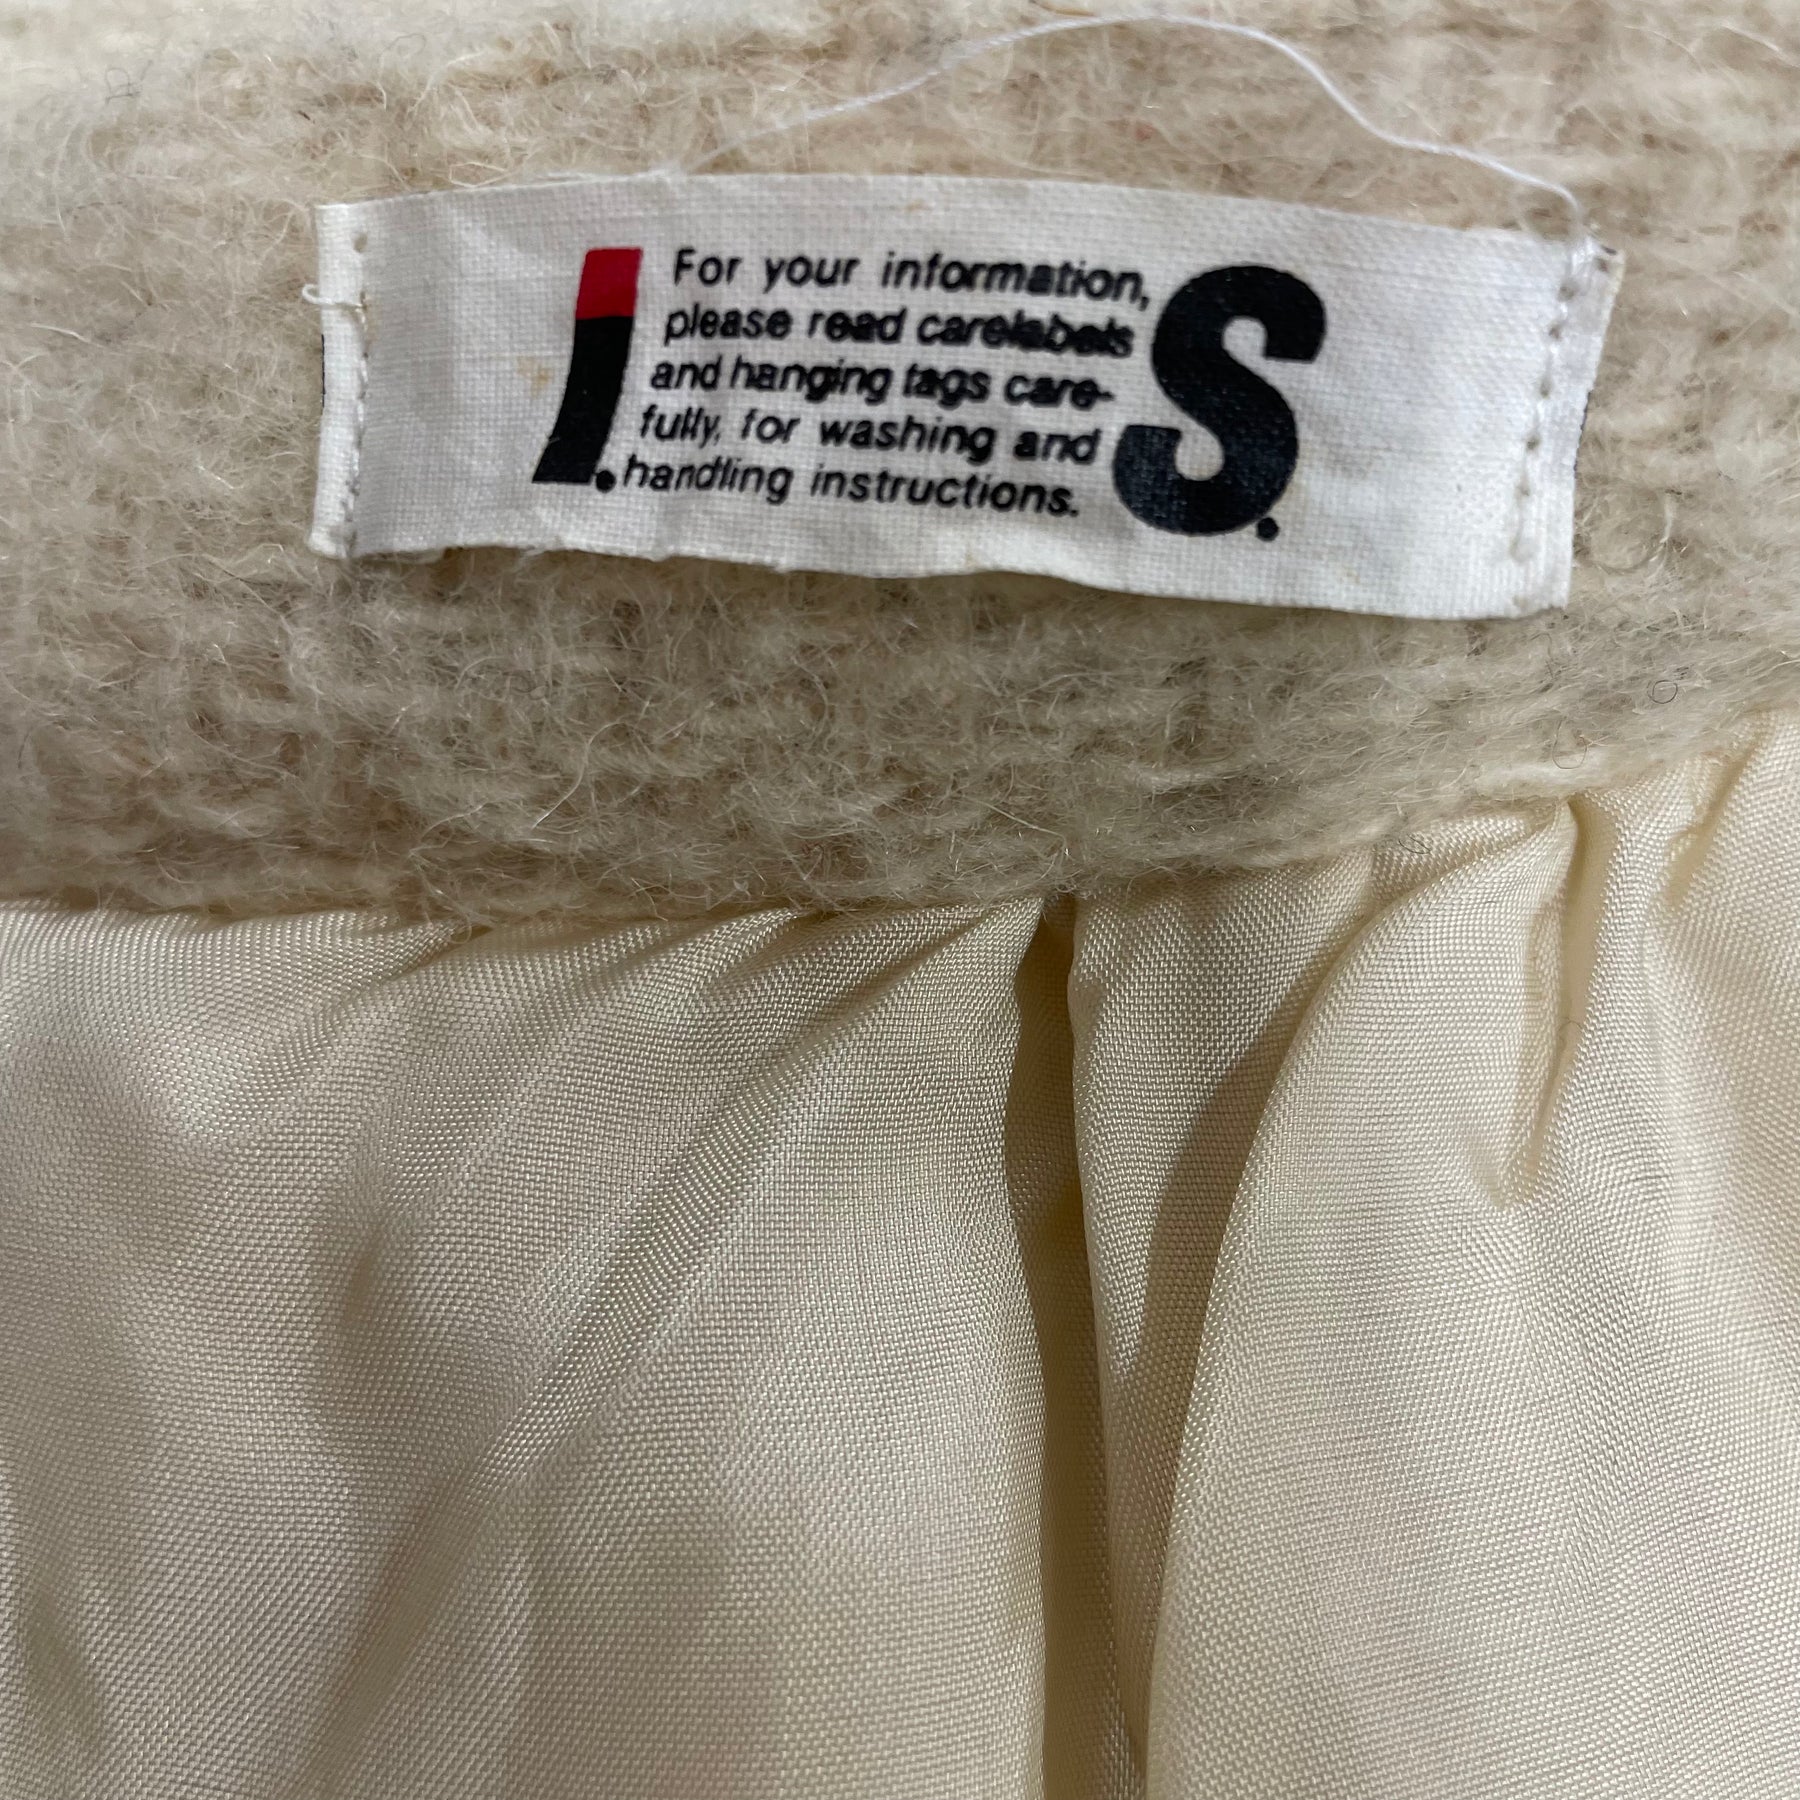 I. S.
For your information,
please read carelabels
and hanging tags care-
fully, for washing and
handling instructions.